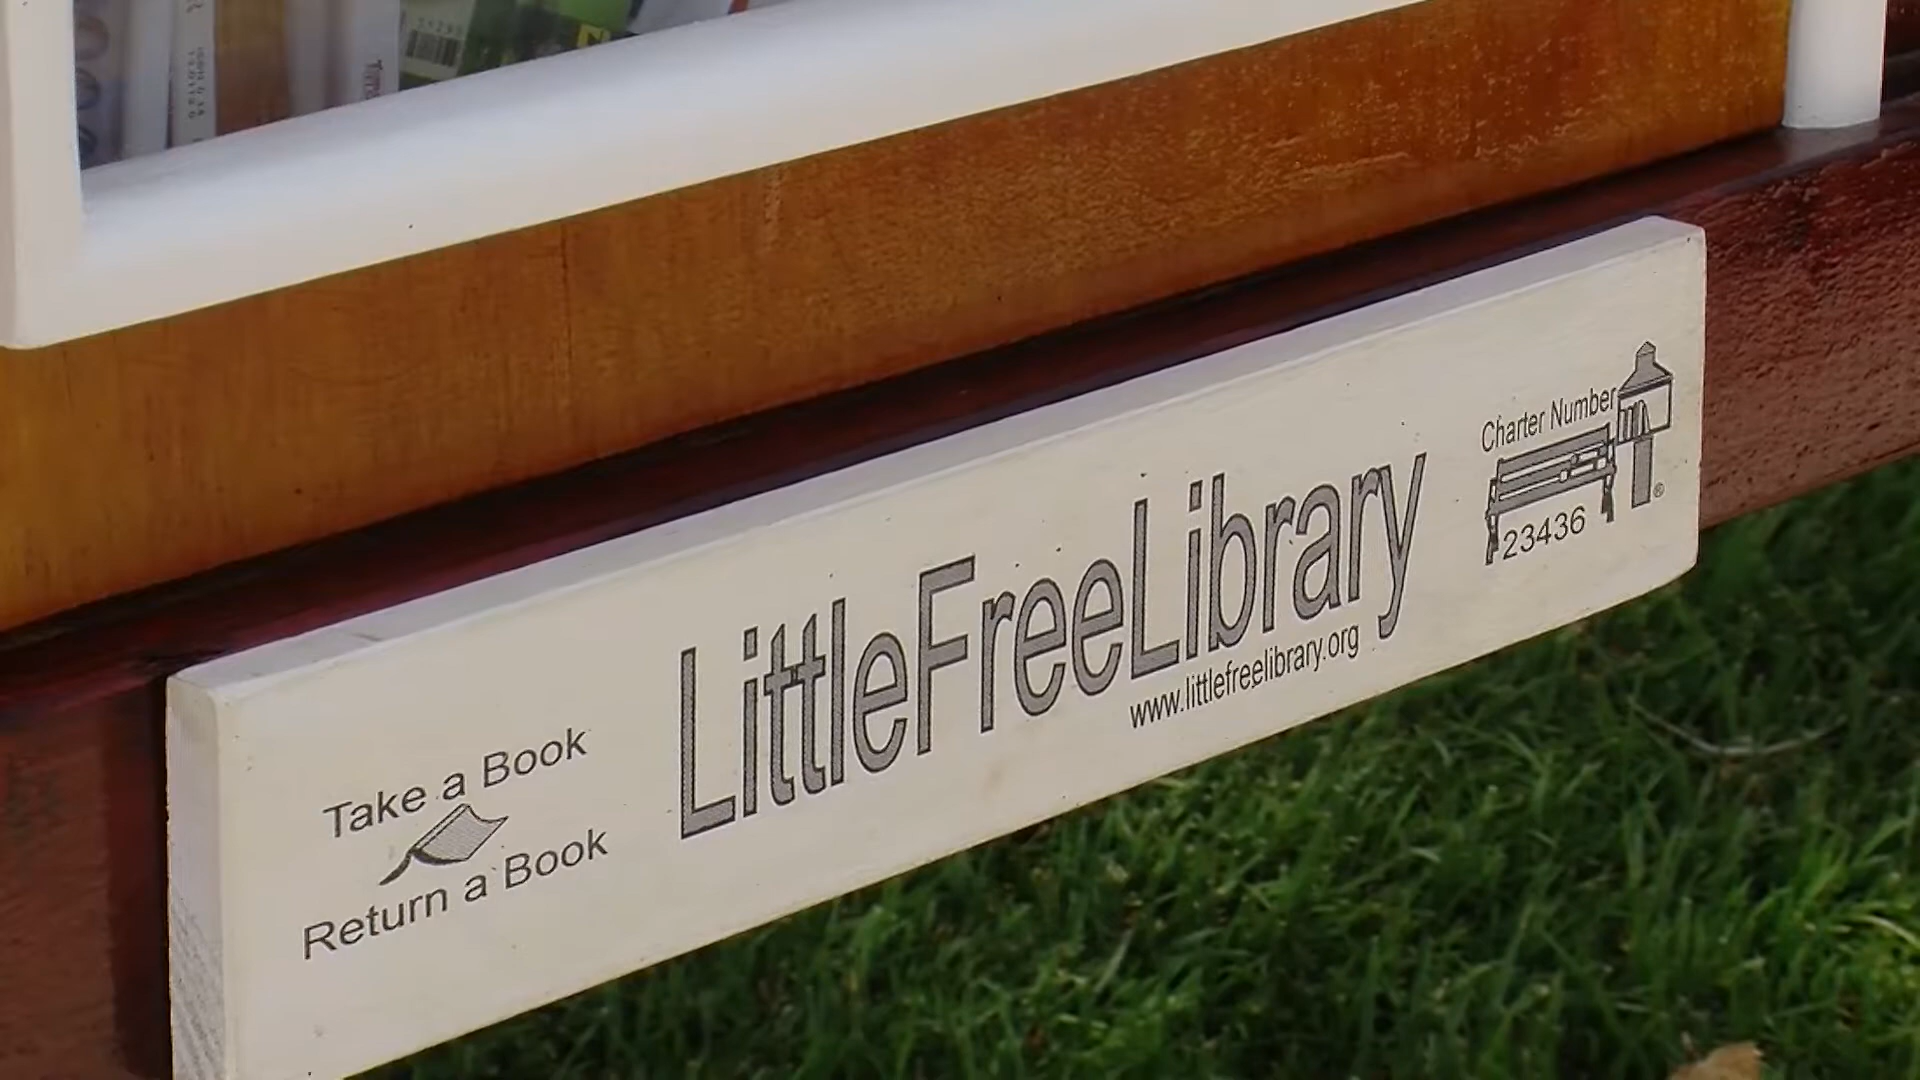 Take a Book
Return a Book
LittleFreeLibrary
www.littlefreelibrary.org
Charter Number
®
23436